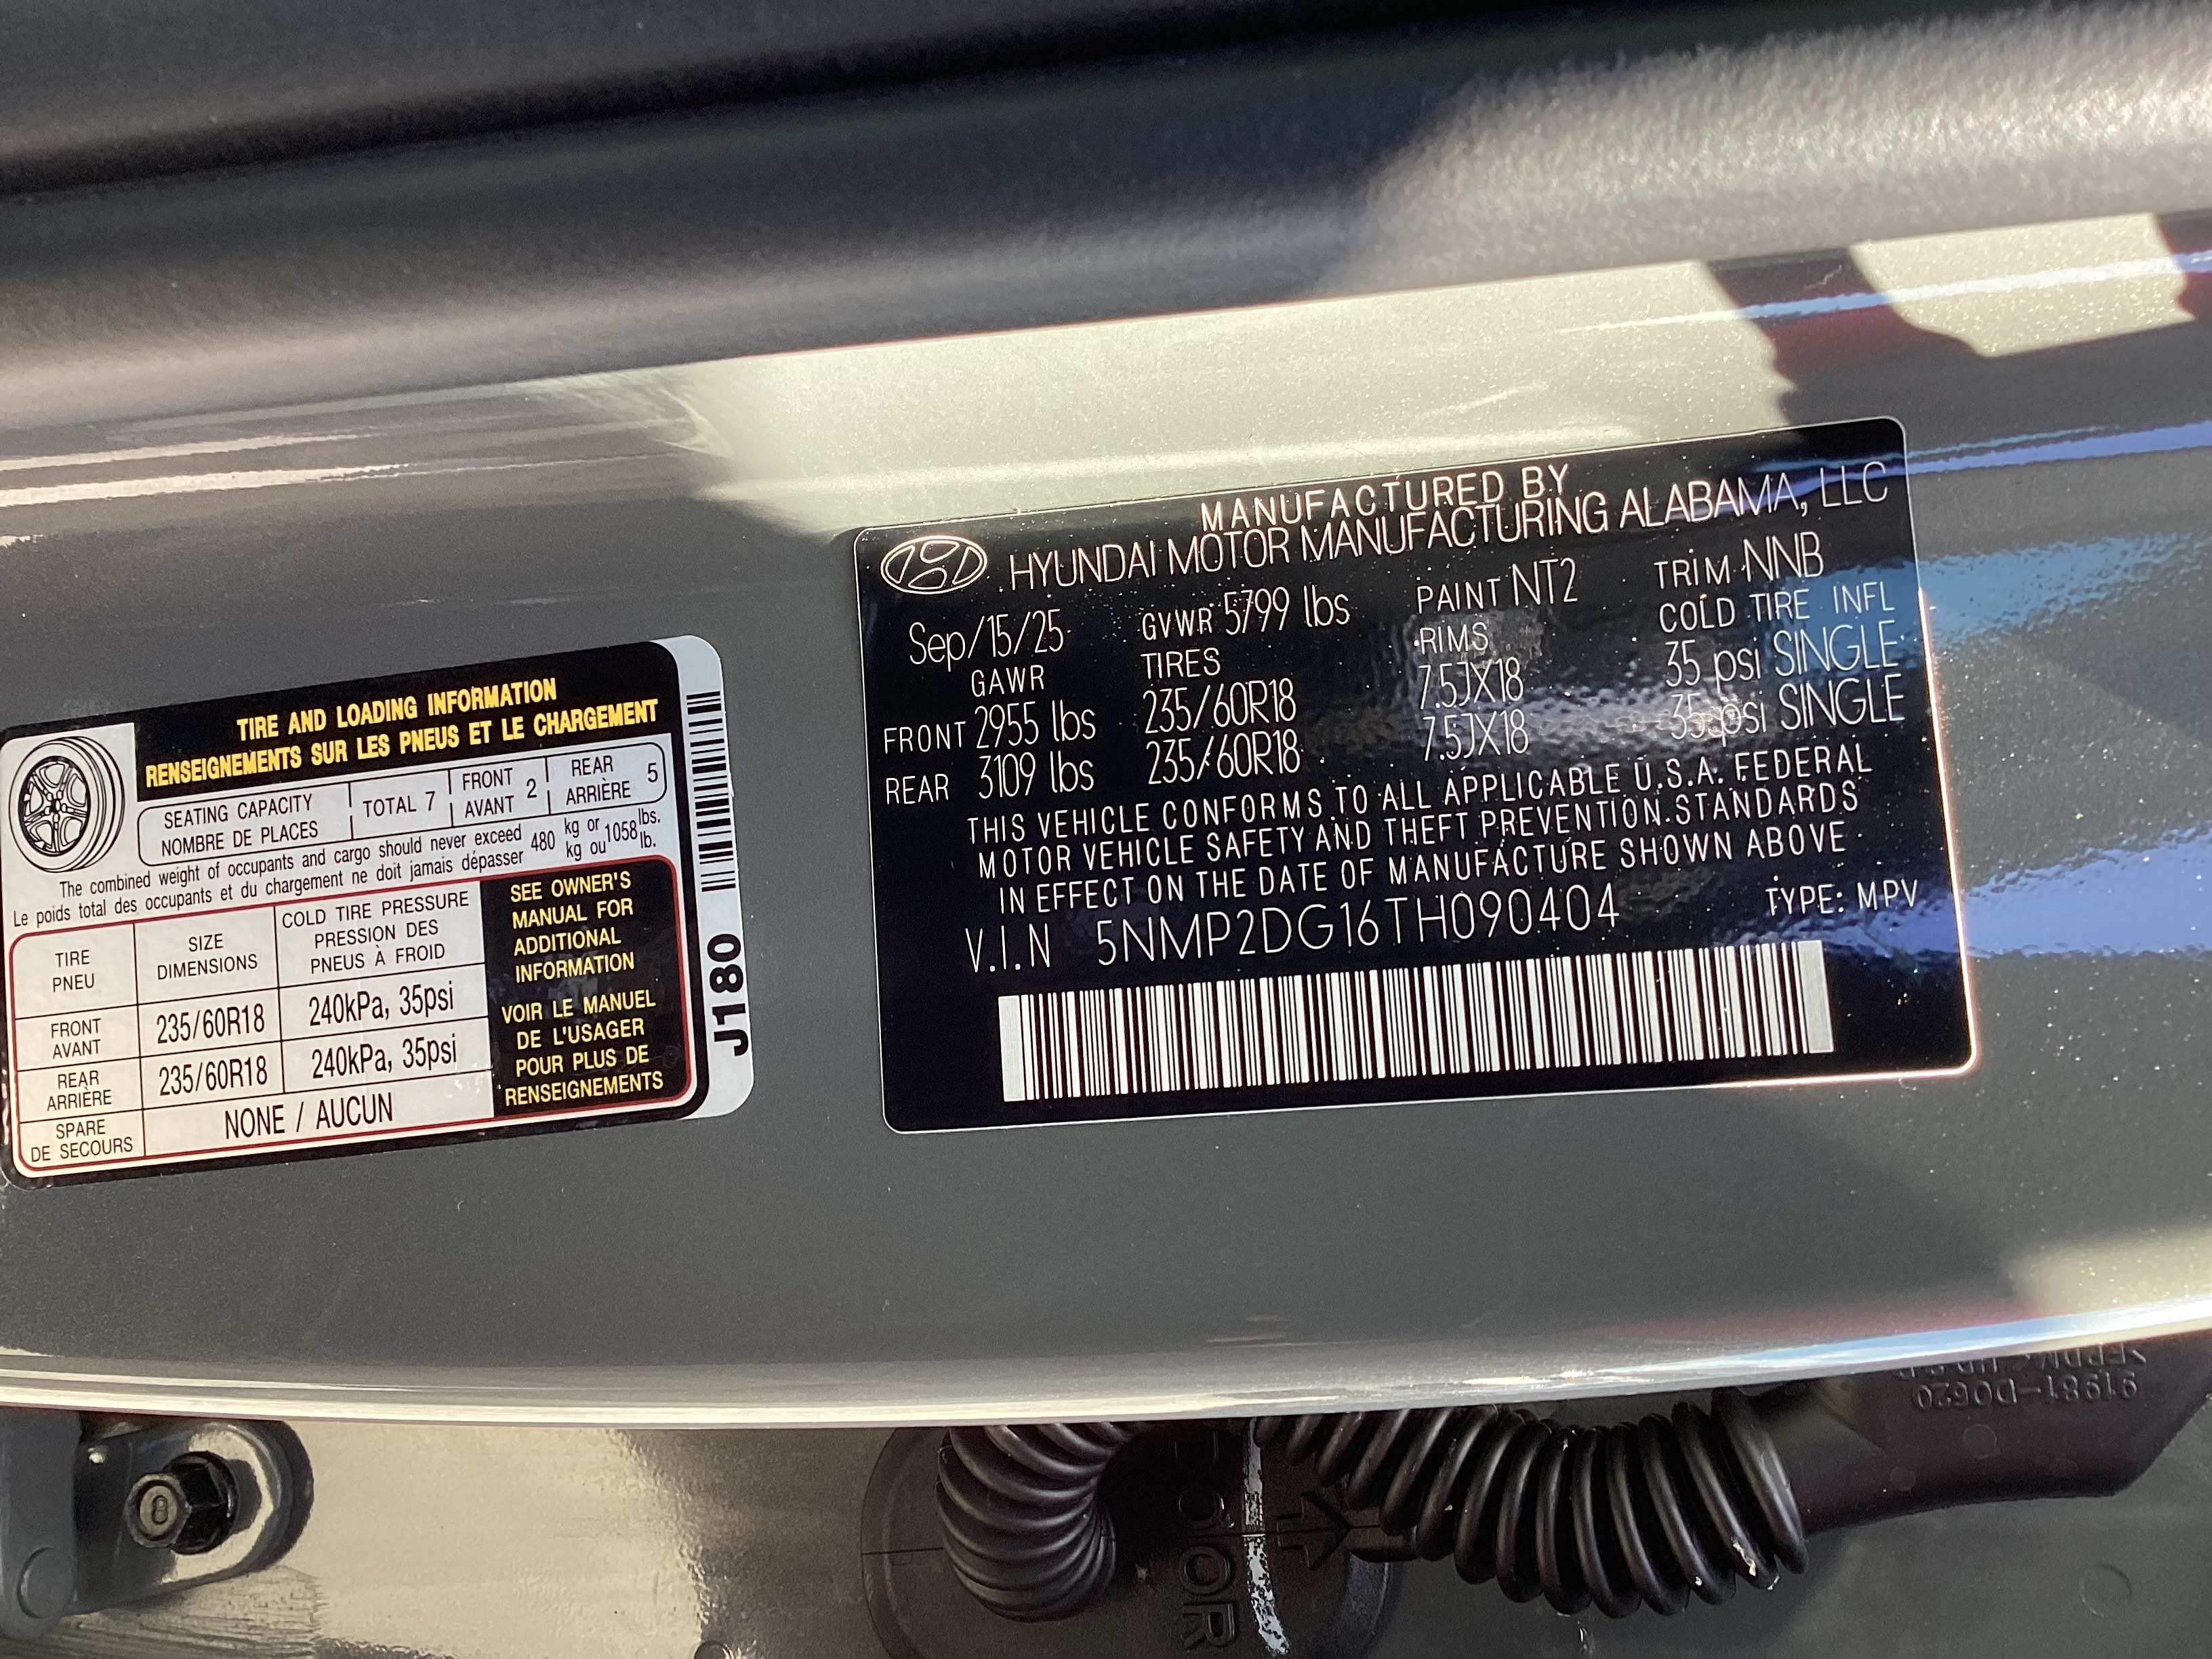 TIRE AND LOADING INFORMATION
RENSEIGNEMENTS SUR LES PNEUS ET LE CHARGEMENT
SEATING CAPACITY
NOMBRE DE PLACES
TOTAL 7
FRONT
AVANT
2
REAR
ARRIÈRE
5
The combined weight of occupants and cargo should never exceed 480 kg or 1058 lbs.
Le poids total des occupants et du chargement ne doit jamais dépasser kg ou lb.
TIRE
PNEU
SIZE
DIMENSIONS
COLD TIRE PRESSURE
PRESSION DES
PNEUS À FROID
FRONT
AVANT
235/60R18
240kPa, 35psi
REAR
ARRIÈRE
235/60R18
240kPa, 35psi
SPARE
DE SECOURS
NONE / AUCUN
SEE OWNER'S
MANUAL FOR
ADDITIONAL
INFORMATION
VOIR LE MANUEL
DE L'USAGER
POUR PLUS DE
RENSEIGNEMENTS
J180
MANUFACTURED BY
HYUNDAI MOTOR MANUFACTURING ALABAMA, LLC
Sep/15/25 GVWR 5799 lbs PAINT NT2 TRIM NNB
GAWR TIRES RIMS COLD TIRE INFL
FRONT 2955 lbs 235/60R18 7.5JX18 35 psi SINGLE
REAR 3109 lbs 235/60R18 7.5JX18 35 psi SINGLE
THIS VEHICLE CONFORMS TO ALL APPLICABLE U.S.A. FEDERAL
MOTOR VEHICLE SAFETY AND THEFT PREVENTION STANDARDS
IN EFFECT ON THE DATE OF MANUFACTURE SHOWN ABOVE
V.I.N 5NMP2DG16TH090404 TYPE: MPV
91981-D0620
8
DOOR